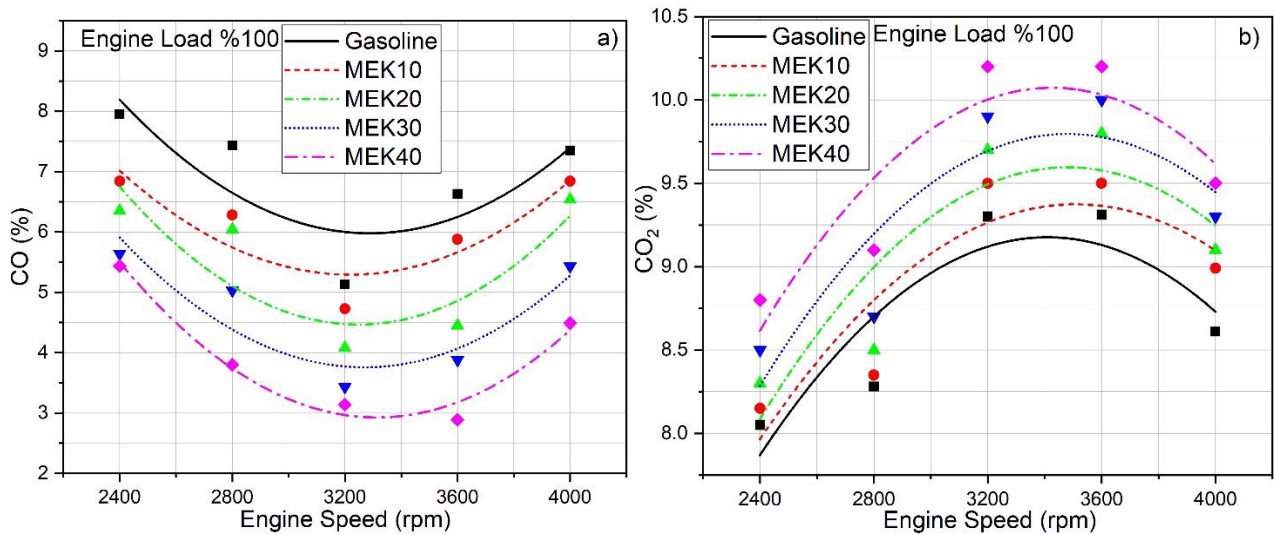 Engine Load %100
a)
Gasoline
MEK10
MEK20
MEK30
MEK40
CO (%)
9
8
7
6
5
4
3
2
2400 2800 3200 3600 4000
Engine Speed (rpm)
Engine Load %100
b)
Gasoline
MEK10
MEK20
MEK30
MEK40
CO₂ (%)
10.5
10.0
9.5
9.0
8.5
8.0
2400 2800 3200 3600 4000
Engine Speed (rpm)